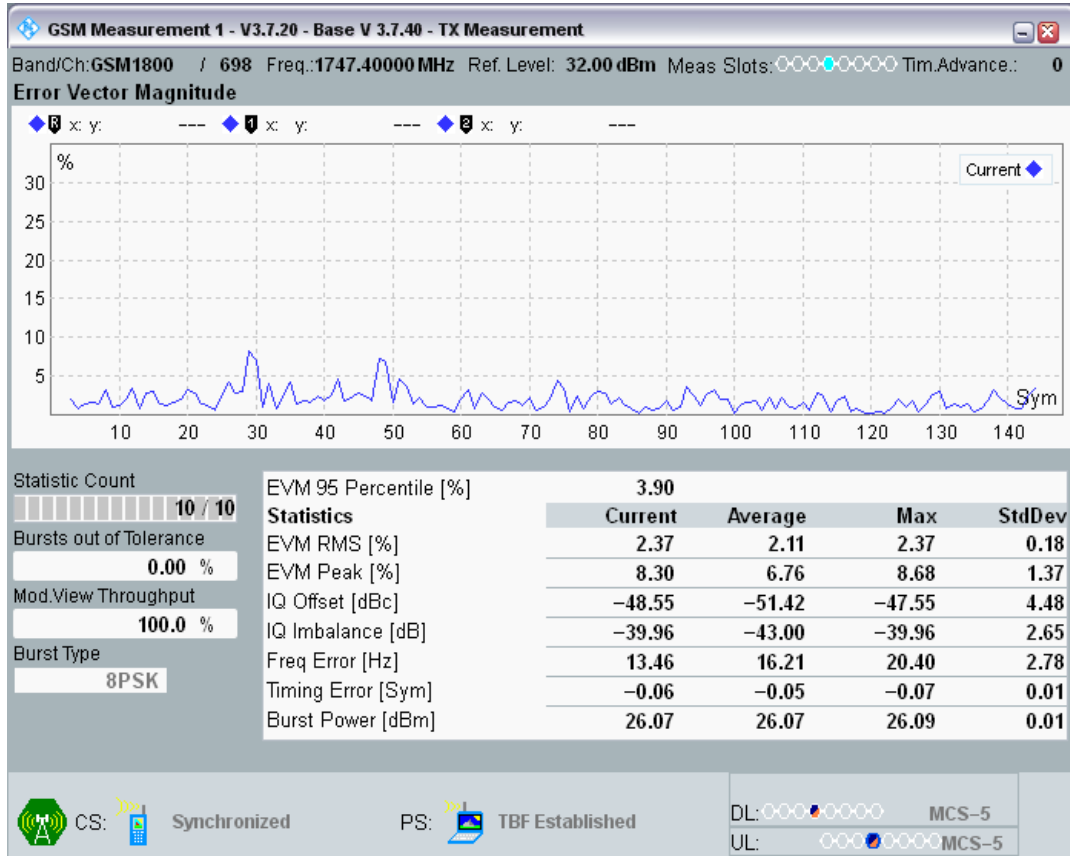 GSM Measurement 1 - V3.7.20 - Base V 3.7.40 - TX Measurement
Band/Ch:GSM1800 / 698 Freq.:1747.40000 MHz Ref. Level: 32.00 dBm Meas Slots: Tim.Advance.: 0
Error Vector Magnitude
R x: y: --- 1 x: y: --- 2 x: y: ---
%
Current
30
25
20
15
10
5
Sym
10 20 30 40 50 60 70 80 90 100 110 120 130 140
Statistic Count
10 / 10
Bursts out of Tolerance
0.00 %
Mod.View Throughput
100.0 %
Burst Type
8PSK
EVM 95 Percentile [%] 3.90
Statistics Current Average Max StdDev
EVM RMS [%] 2.37 2.11 2.37 0.18
EVM Peak [%] 8.30 6.76 8.68 1.37
IQ Offset [dBc] −48.55 −51.42 −47.55 4.48
IQ Imbalance [dB] −39.96 −43.00 −39.96 2.65
Freq Error [Hz] 13.46 16.21 20.40 2.78
Timing Error [Sym] −0.06 −0.05 −0.07 0.01
Burst Power [dBm] 26.07 26.07 26.09 0.01
CS: Synchronized PS: TBF Established
DL: MCS−5
UL: MCS−5